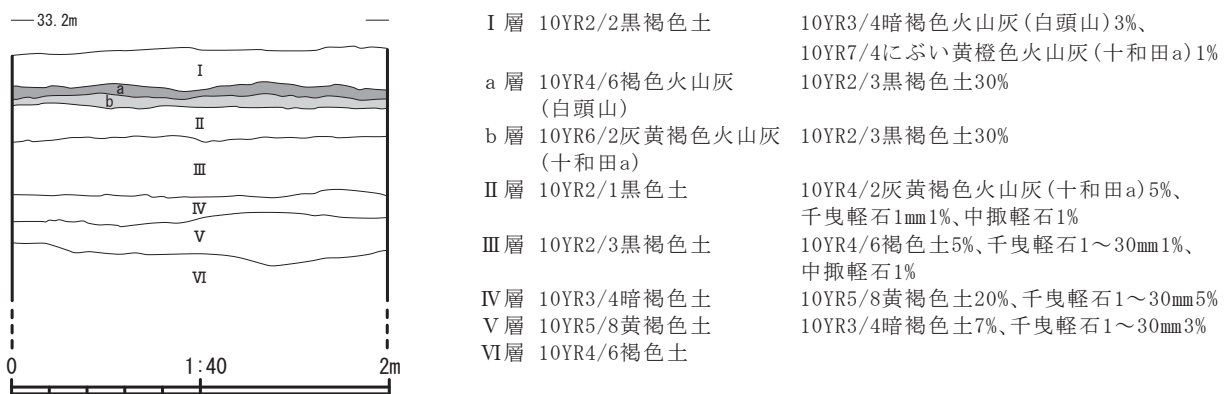 33.2m
Ⅰ
a
b
Ⅱ
Ⅲ
Ⅳ
Ⅴ
Ⅵ
0 1:40 2m
Ⅰ層 10YR2/2黒褐色土 10YR3/4暗褐色火山灰(白頭山)3%、
10YR7/4にぶい黄橙色火山灰(十和田a)1%
a層 10YR4/6褐色火山灰 10YR2/3黒褐色土30%
(白頭山)
b層 10YR6/2灰黄褐色火山灰 10YR2/3黒褐色土30%
(十和田a)
Ⅱ層 10YR2/1黒色土 10YR4/2灰黄褐色火山灰(十和田a)5%、
千曳軽石1mm1%、中掫軽石1%
Ⅲ層 10YR2/3黒褐色土 10YR4/6褐色土5%、千曳軽石1～30mm1%、
中掫軽石1%
Ⅳ層 10YR3/4暗褐色土 10YR5/8黄褐色土20%、千曳軽石1～30mm5%
Ⅴ層 10YR5/8黄褐色土 10YR3/4暗褐色土7%、千曳軽石1～30mm3%
Ⅵ層 10YR4/6褐色土